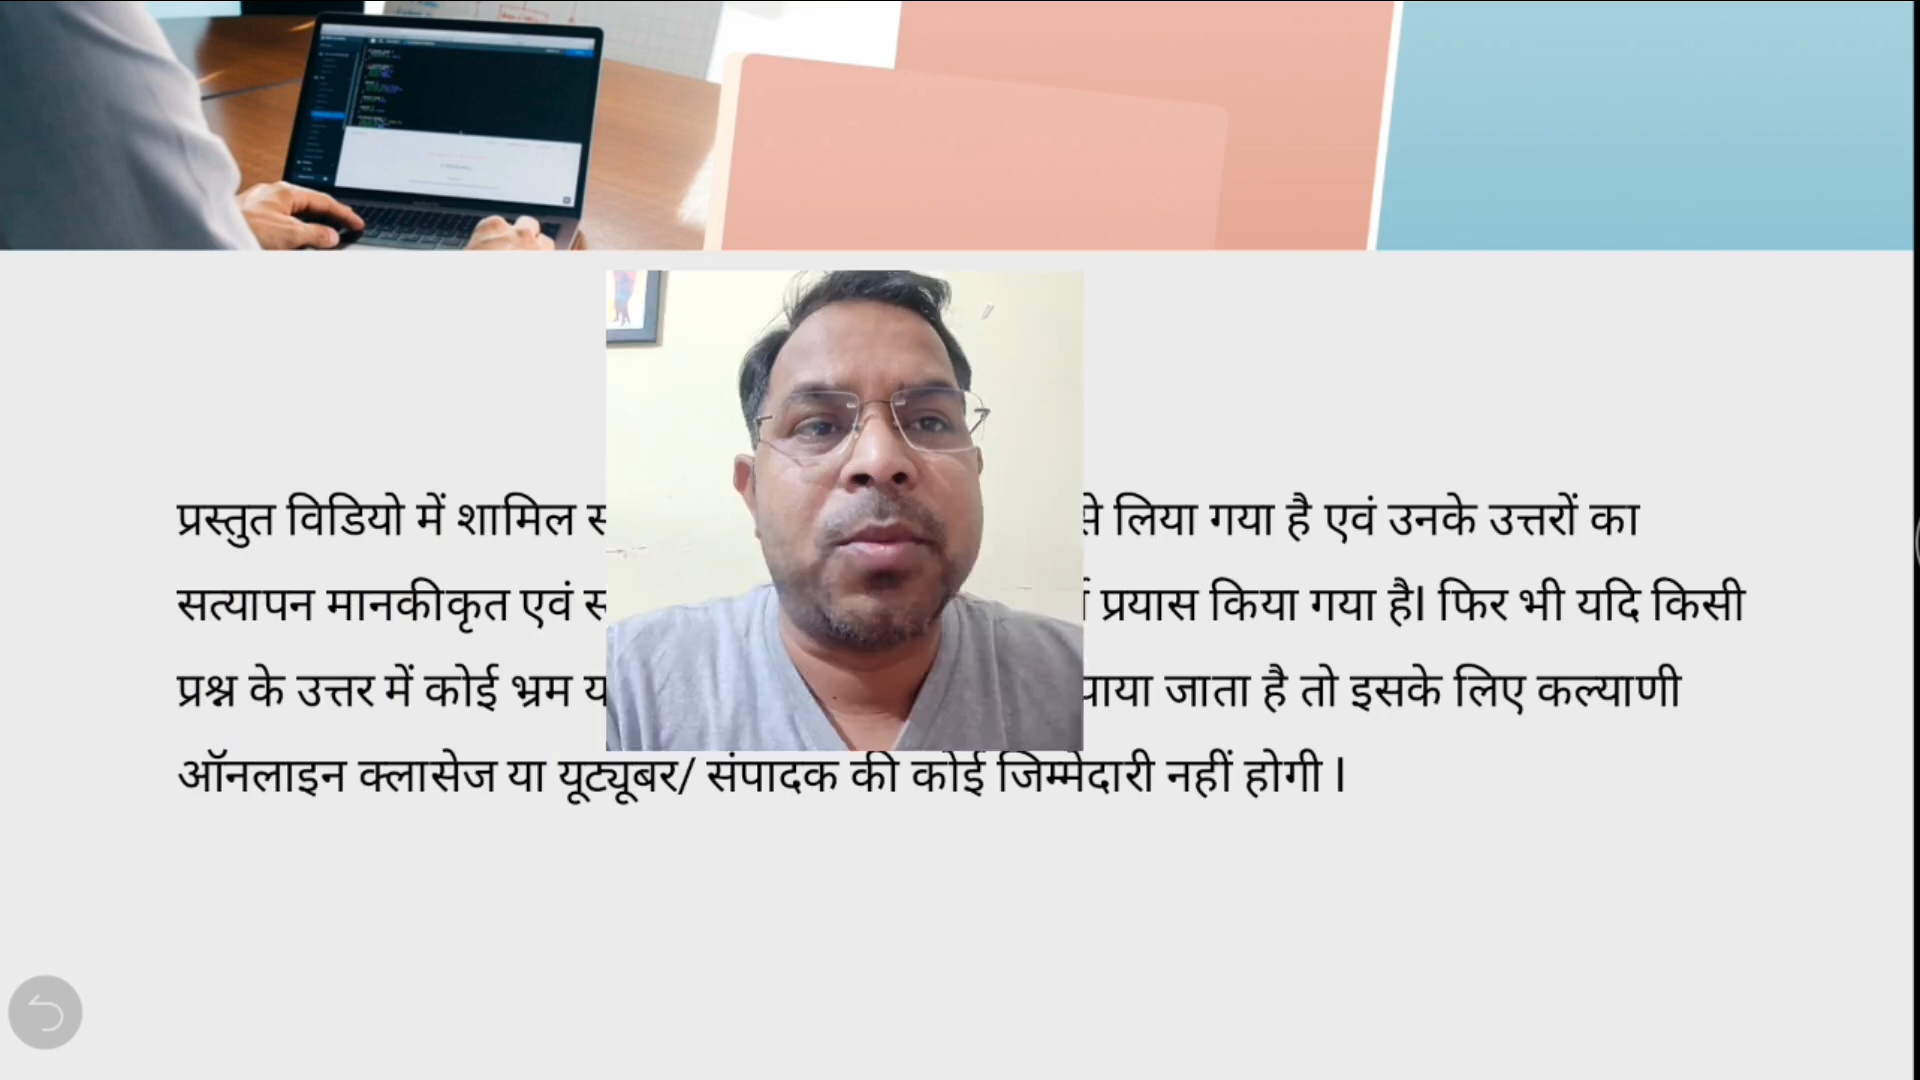 प्रस्तुत विडियो में शामिल लिया गया है एवं उनके उत्तरों का
सत्यापन मानकीकृत एवं प्रयास किया गया है। फिर भी यदि किसी
प्रश्न के उत्तर में कोई भ्रम जाता है तो इसके लिए कल्याणी
ऑनलाइन क्लासेज या यूट्यूबर/ संपादक की कोई जिम्मेदारी नहीं होगी ।